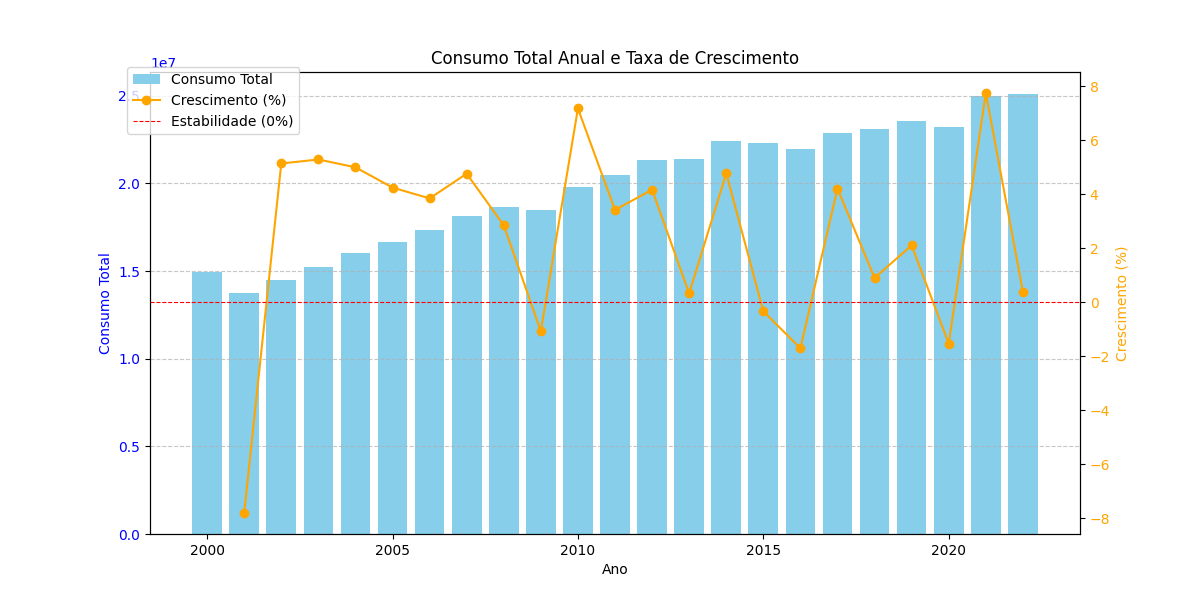 Consumo Total Anual e Taxa de Crescimento
1e7
Consumo Total
Crescimento (%)
Estabilidade (0%)
2.5
2.0
1.5
1.0
0.5
0.0
Consumo Total
8
6
4
2
0
−2
−4
−6
−8
Crescimento (%)
2000 2005 2010 2015 2020
Ano